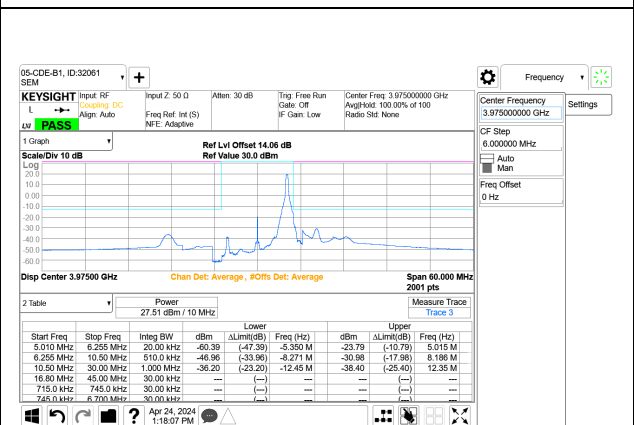 05-CDE-B1, ID:32061
SEM
Frequency
KEYSIGHT Input: RF Input Z: 50 Ω Atten: 30 dB Trig: Free Run Center Freq: 3.975000000 GHz
Coupling: DC Gate: Off Avg|Hold: 100.00% of 100
L Align: Auto Freq Ref: Int (S) IF Gain: Low Radio Std: None
NFE: Adaptive
LXI PASS
Center Frequency
3.975000000 GHz
Settings
CF Step
6.000000 MHz
Auto
Man
Freq Offset
0 Hz
1 Graph
Ref Lvl Offset 14.06 dB
Scale/Div 10 dB Ref Value 30.0 dBm
Log
20.0
10.0
0.00
-10.0
-20.0
-30.0
-40.0
-50.0
-60.0
Disp Center 3.97500 GHz Chan Det: Average, #Offs Det: Average Span 60.000 MHz
2001 pts
2 Table
Power
27.51 dBm / 10 MHz
Measure Trace
Trace 3
Lower Upper
Start Freq Stop Freq Integ BW dBm ΔLimit(dB) Freq (Hz) dBm ΔLimit(dB) Freq (Hz)
5.010 MHz 6.255 MHz 20.00 kHz -60.39 (-47.39) -5.350 M -23.79 (-10.79) 5.015 M
6.255 MHz 10.50 MHz 510.0 kHz -46.96 (-33.96) -8.271 M -30.98 (-17.98) 8.186 M
10.50 MHz 30.00 MHz 1.000 MHz -36.20 (-23.20) -12.45 M -38.40 (-25.40) 12.35 M
16.80 MHz 45.00 MHz 30.00 kHz --- (---) --- --- (---) ---
715.0 kHz 745.0 kHz 30.00 kHz --- (---) --- --- (---) ---
745.0 kHz 6.700 MHz 30.00 kHz --- (---) --- --- (---) ---
Apr 24, 2024
1:18:07 PM